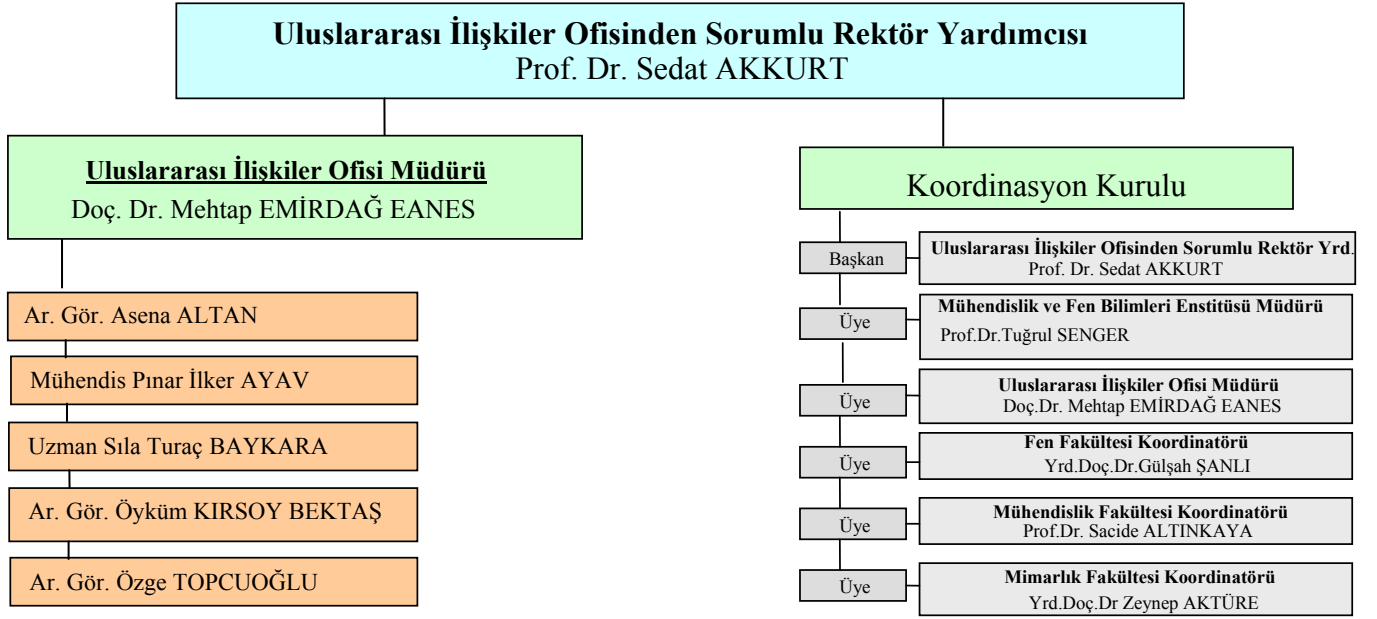 Uluslararası İlişkiler Ofisinden Sorumlu Rektör Yardımcısı
Prof. Dr. Sedat AKKURT
Uluslararası İlişkiler Ofisi Müdürü
Doç. Dr. Mehtap EMİRDAĞ EANES
Ar. Gör. Asena ALTAN
Mühendis Pınar İlker AYAV
Uzman Sıla Turaç BAYKARA
Ar. Gör. Öyküm KIRSOY BEKTAŞ
Ar. Gör. Özge TOPCUOĞLU
Koordinasyon Kurulu
Başkan
Uluslararası İlişkiler Ofisinden Sorumlu Rektör Yrd.
Prof. Dr. Sedat AKKURT
Üye
Mühendislik ve Fen Bilimleri Enstitüsü Müdürü
Prof.Dr.Tuğrul SENGER
Üye
Uluslararası İlişkiler Ofisi Müdürü
Doç.Dr. Mehtap EMİRDAĞ EANES
Üye
Fen Fakültesi Koordinatörü
Yrd.Doç.Dr.Gülşah ŞANLI
Üye
Mühendislik Fakültesi Koordinatörü
Prof.Dr. Sacide ALTINKAYA
Üye
Mimarlık Fakültesi Koordinatörü
Yrd.Doç.Dr Zeynep AKTÜRE